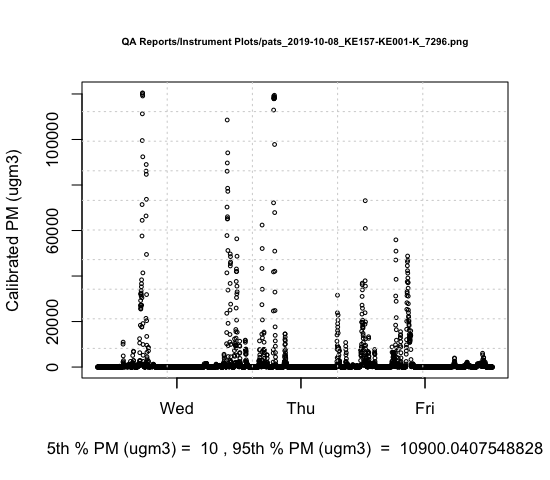 QA Reports/Instrument Plots/pats_2019-10-08_KE157-KE001-K_7296.png
Calibrated PM (ugm3)
100000
60000
20000
0
Wed Thu Fri
5th % PM (ugm3) = 10 , 95th % PM (ugm3) = 10900.0407548828